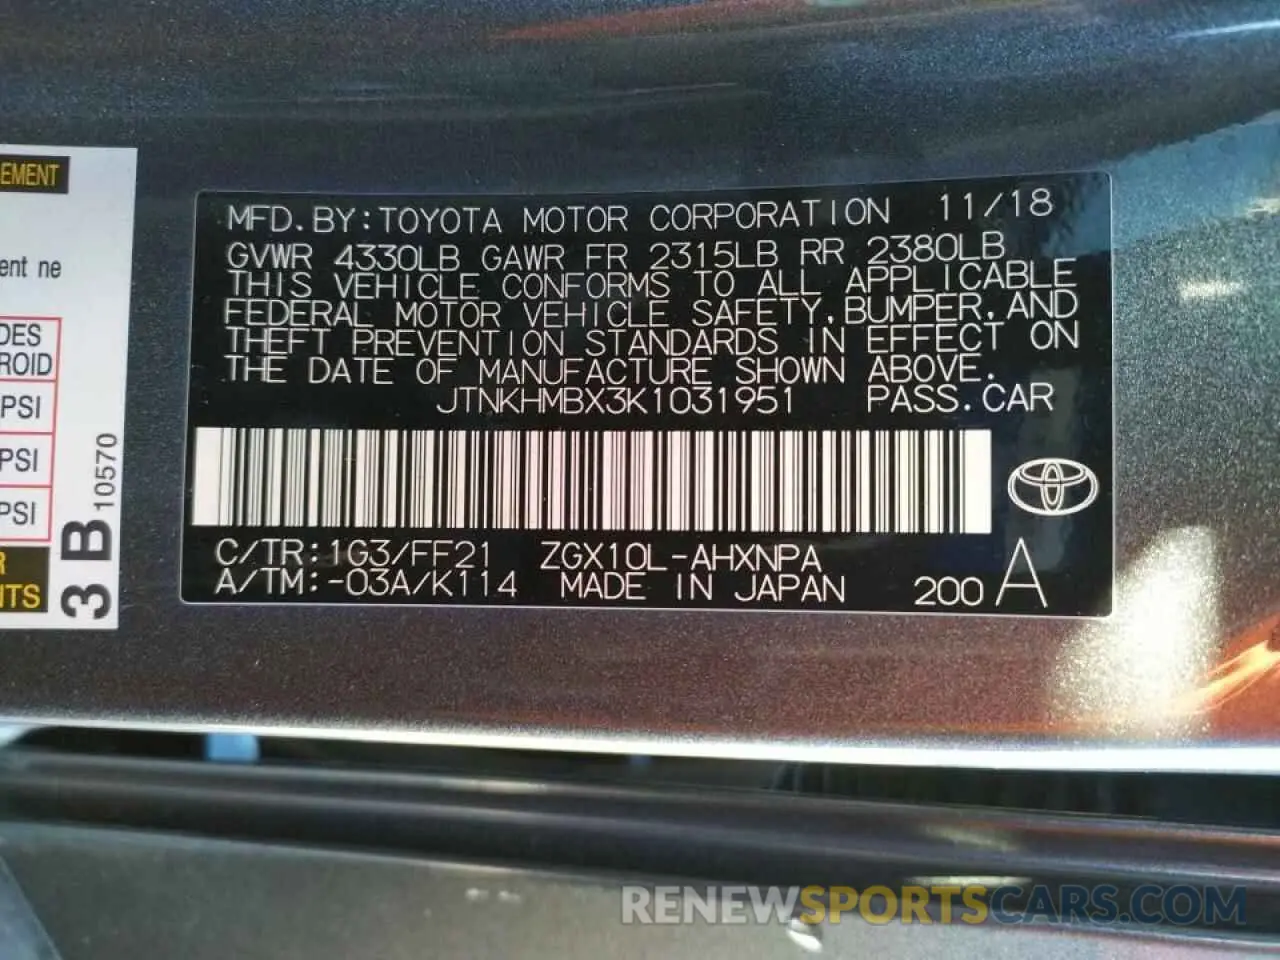 EMENT
ent ne
DES
ROID
PSI
PSI
PSI
R
NTS
3 B 10570
MFD.BY:TOYOTA MOTOR CORPORATION 11/18
GVWR 4330LB GAWR FR 2315LB RR 2380LB
THIS VEHICLE CONFORMS TO ALL APPLICABLE
FEDERAL MOTOR VEHICLE SAFETY,BUMPER,AND
THEFT PREVENTION STANDARDS IN EFFECT ON
THE DATE OF MANUFACTURE SHOWN ABOVE.
JTNKHMBX3K1031951 PASS.CAR
C/TR:1G3/FF21 ZGX10L-AHXNPA
A/TM:-03A/K114 MADE IN JAPAN 200 A
RENEWSPORTSCARS.COM